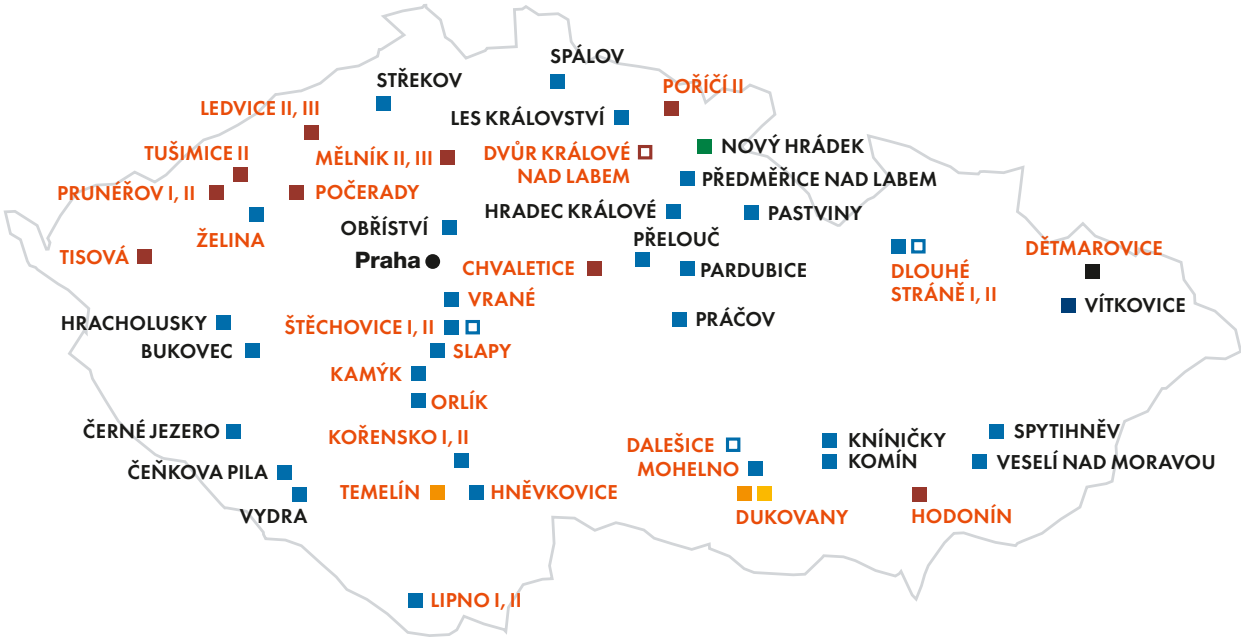 SPÁLOV
STŘEKOV
POŘÍČÍ II
LEDVICE II, III
LES KRÁLOVSTVÍ
NOVÝ HRÁDEK
TUŠIMICE II
MĚLNÍK II, III
DVŮR KRÁLOVÉ
NAD LABEM
PŘEDMĚŘICE NAD LABEM
PRUNÉŘOV I, II
POČERADY
HRADEC KRÁLOVÉ
PASTVINY
OBŘÍSTVÍ
ŽELINA
PŘELOUČ
TISOVÁ
Praha
CHVALETICE
PARDUBICE
DLOUHÉ
STRÁNĚ I, II
DĚTMAROVICE
VRANÉ
VÍTKOVICE
HRACHOLUSKY
ŠTĚCHOVICE I, II
PRÁČOV
BUKOVEC
SLAPY
KAMÝK
ORLÍK
ČERNÉ JEZERO
KOŘENSKO I, II
DALEŠICE
KNÍNIČKY
SPYTIHNĚV
ČEŇKOVA PILA
MOHELNO
KOMÍN
VESELÍ NAD MORAVOU
TEMELÍN
HNĚVKOVICE
VYDRA
DUKOVANY
HODONÍN
LIPNO I, II